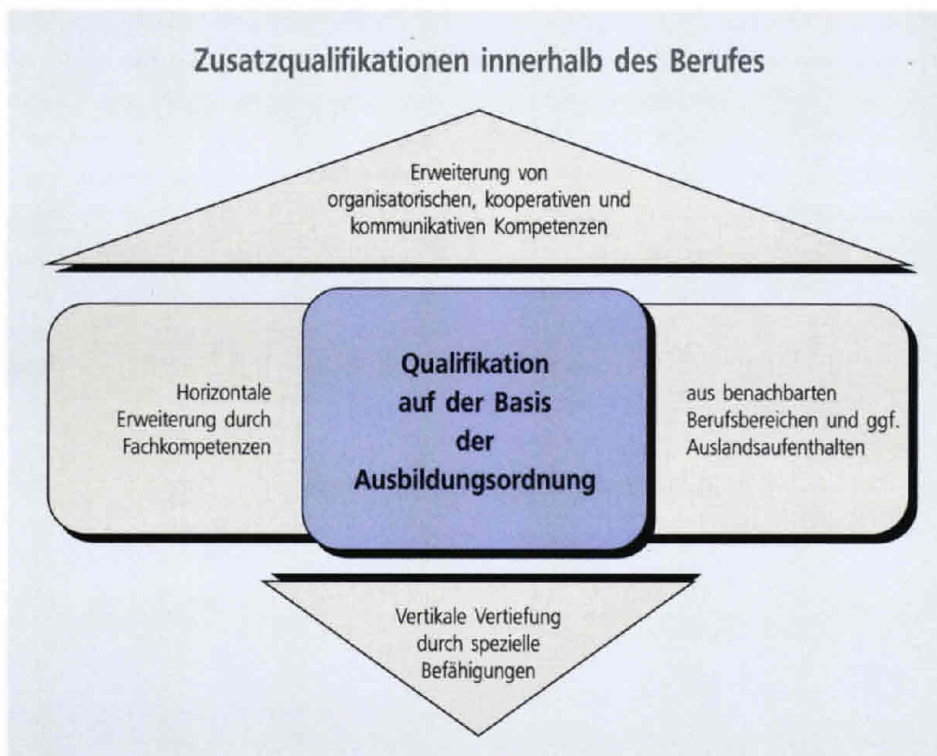 Zusatzqualifikationen innerhalb des Berufes
Erweiterung von
organisatorischen, kooperativen und
kommunikativen Kompetenzen
Horizontale
Erweiterung durch
Fachkompetenzen
Qualifikation
auf der Basis
der
Ausbildungsordnung
aus benachbarten
Berufsbereichen und ggf.
Auslandsaufenthalten
Vertikale Vertiefung
durch spezielle
Befähigungen